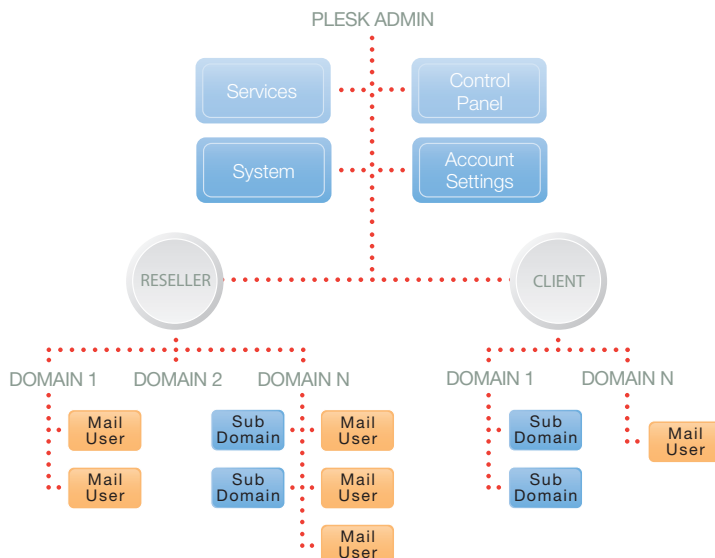 PLESK ADMIN
Services
Control
Panel
System
Account
Settings
RESELLER
CLIENT
DOMAIN 1
DOMAIN 2
DOMAIN N
DOMAIN 1
DOMAIN N
Mail
User
Sub
Domain
Mail
User
Sub
Domain
Mail
User
Mail
User
Sub
Domain
Mail
User
Sub
Domain
Mail
User